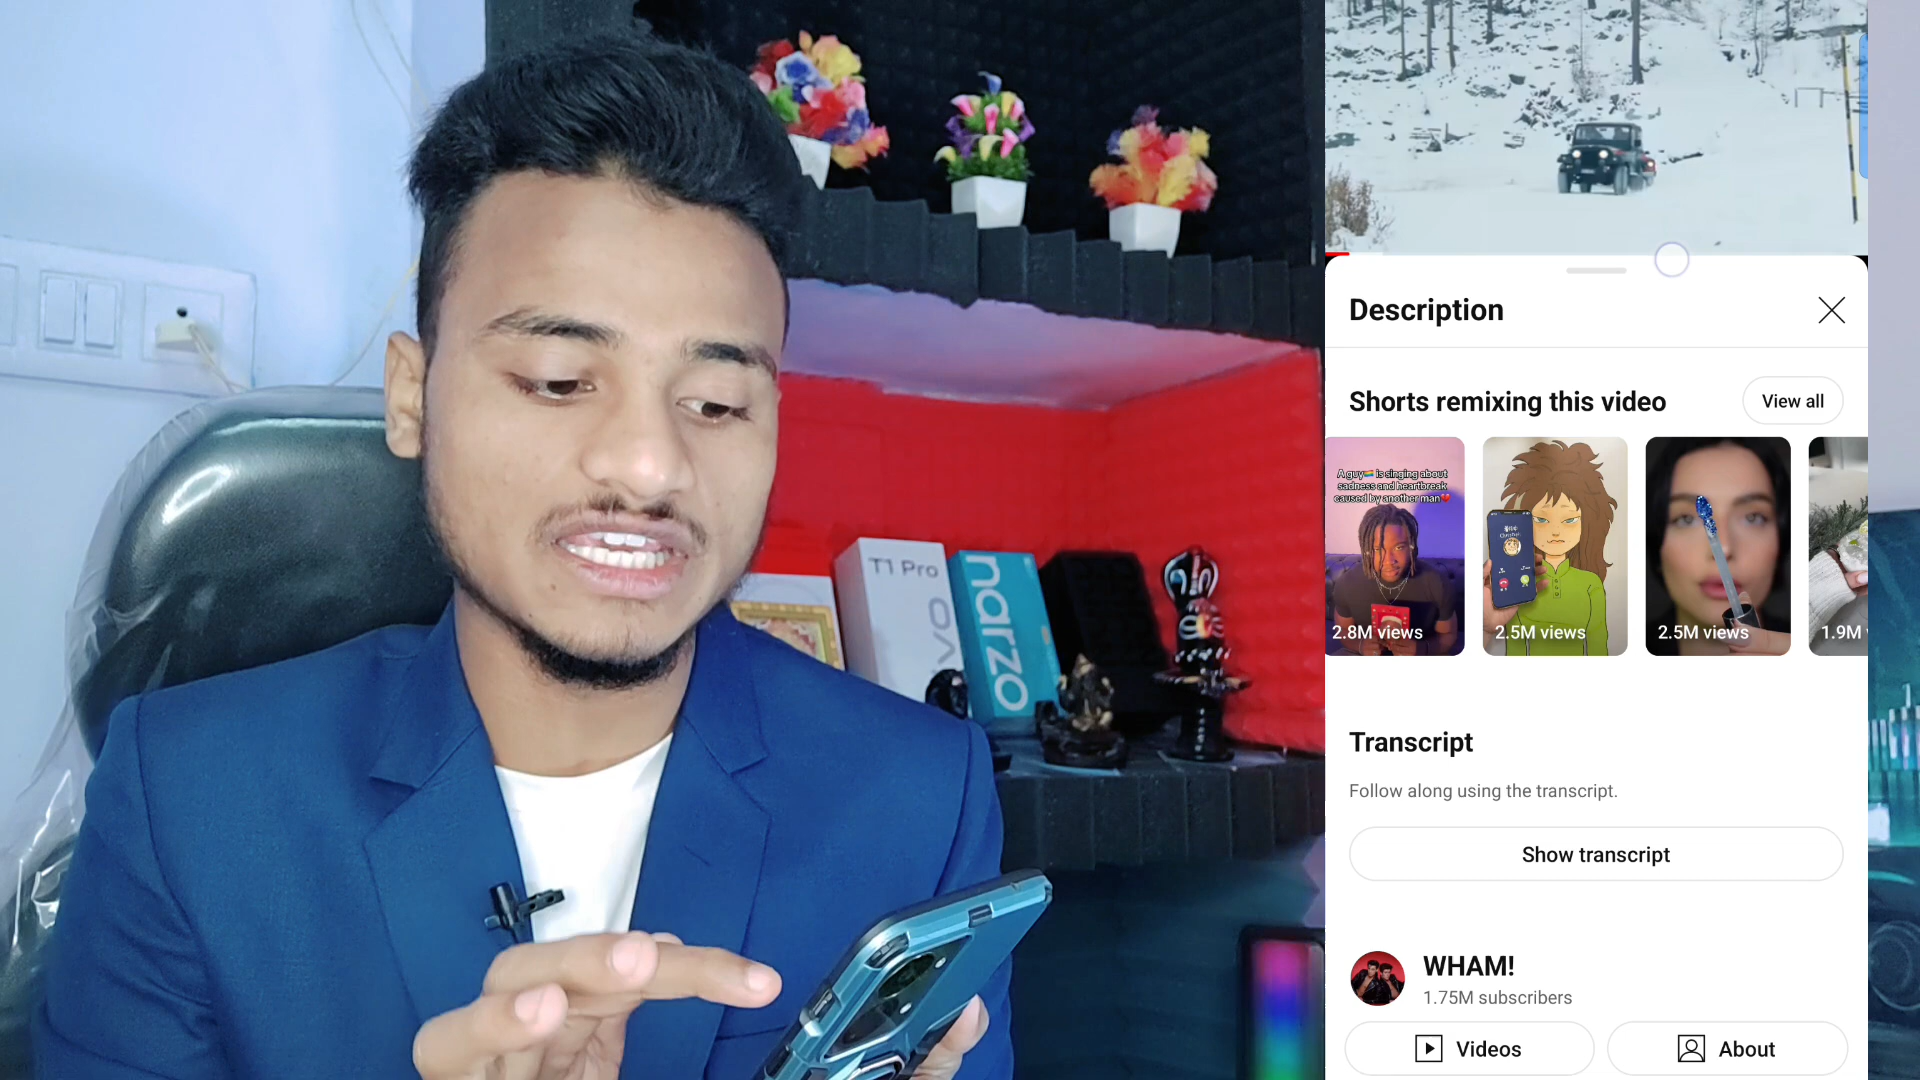 T1 Pro
vivo
narzo
Description
Shorts remixing this video
View all
A guy🏳️‍🌈 is singing about
sadness and heartbreak
caused by another man💔
2.8M views
2.5M views
2.5M views
1.9M
Transcript
Follow along using the transcript.
Show transcript
WHAM!
1.75M subscribers
Videos
About